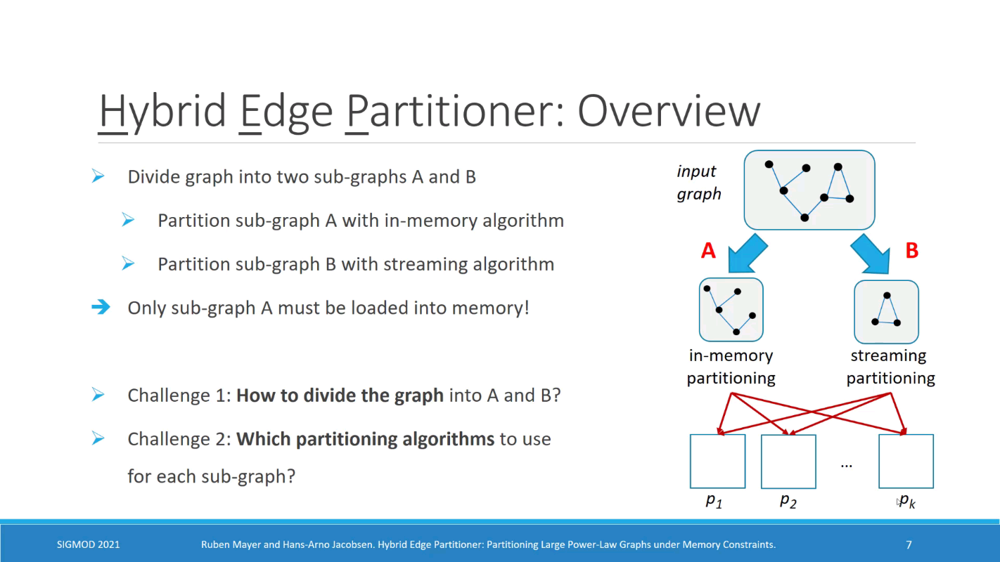 Hybrid Edge Partitioner: Overview
Divide graph into two sub-graphs A and B
Partition sub-graph A with in-memory algorithm
Partition sub-graph B with streaming algorithm
Only sub-graph A must be loaded into memory!
Challenge 1: How to divide the graph into A and B?
Challenge 2: Which partitioning algorithms to use
for each sub-graph?
input
graph
A
B
in-memory
partitioning
streaming
partitioning
...
p1
p2
pk
SIGMOD 2021
Ruben Mayer and Hans-Arno Jacobsen. Hybrid Edge Partitioner: Partitioning Large Power-Law Graphs under Memory Constraints.
7